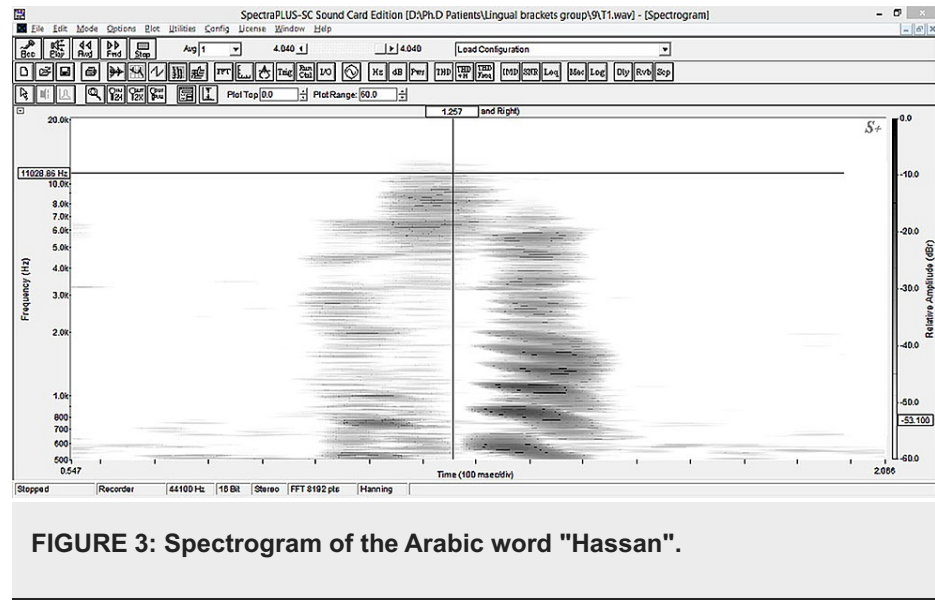 SpectraPLUS-SC Sound Card Edition [D:\Ph.D Patients\Lingual brackets group\9\T1.wav] - [Spectrogram]
File Edit Mode Options Plot Utilities Config License Window Help
Rec Play Rwd Fwd Stop Avg 1 4.040 4.040 Load Configuration
FFT Trig Run Ctl I/O Hz dB Pwr THD THD +N THD Freq IMD SNR Leq Mac Log Dly Rvb Scp
Plot Top 0.0 Plot Range: 60.0
1.257 and Right)
20.0k
S+
0.0
11028.86 Hz
-10.0
10.0k
8.0k
7.0k
6.0k
-20.0
5.0k
4.0k
3.0k
-30.0
2.0k
-40.0
1.0k
-50.0
800
-53.100
700
600
500
-60.0
Frequency (Hz)
Relative Amplitude (dBr)
0.547
Time (100 msec/div)
2.086
Stopped Recorder 44100 Hz 16 Bit Stereo FFT 8192 pts Hanning
FIGURE 3: Spectrogram of the Arabic word "Hassan".